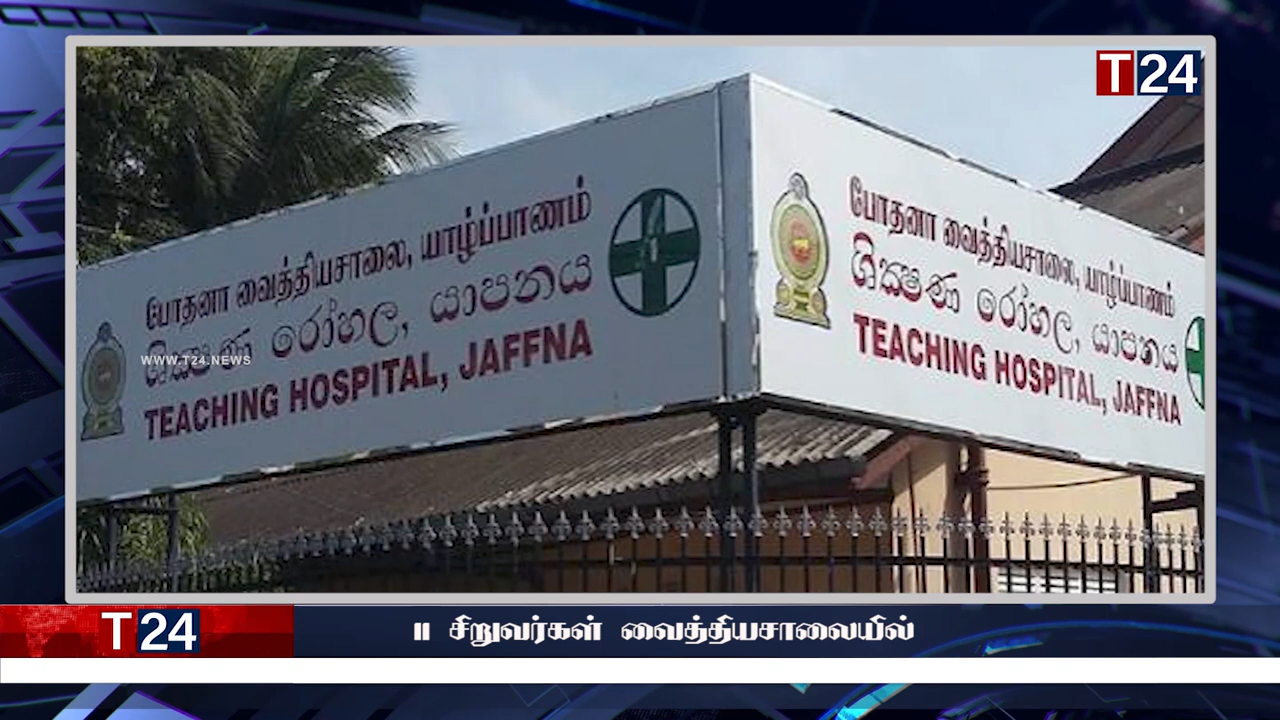 T24
போதனா வைத்தியசாலை, யாழ்ப்பாணம்
ශික්ෂණ රෝහල, යාපනය
TEACHING HOSPITAL, JAFFNA
போதனா வைத்தியசாலை, யாழ்ப்பாணம்
ශික්ෂණ රෝහල, යාපනය
TEACHING HOSPITAL, JAFFNA
WWW.T24.NEWS
T24
11 சிறுவர்கள் வைத்தியசாலையில்